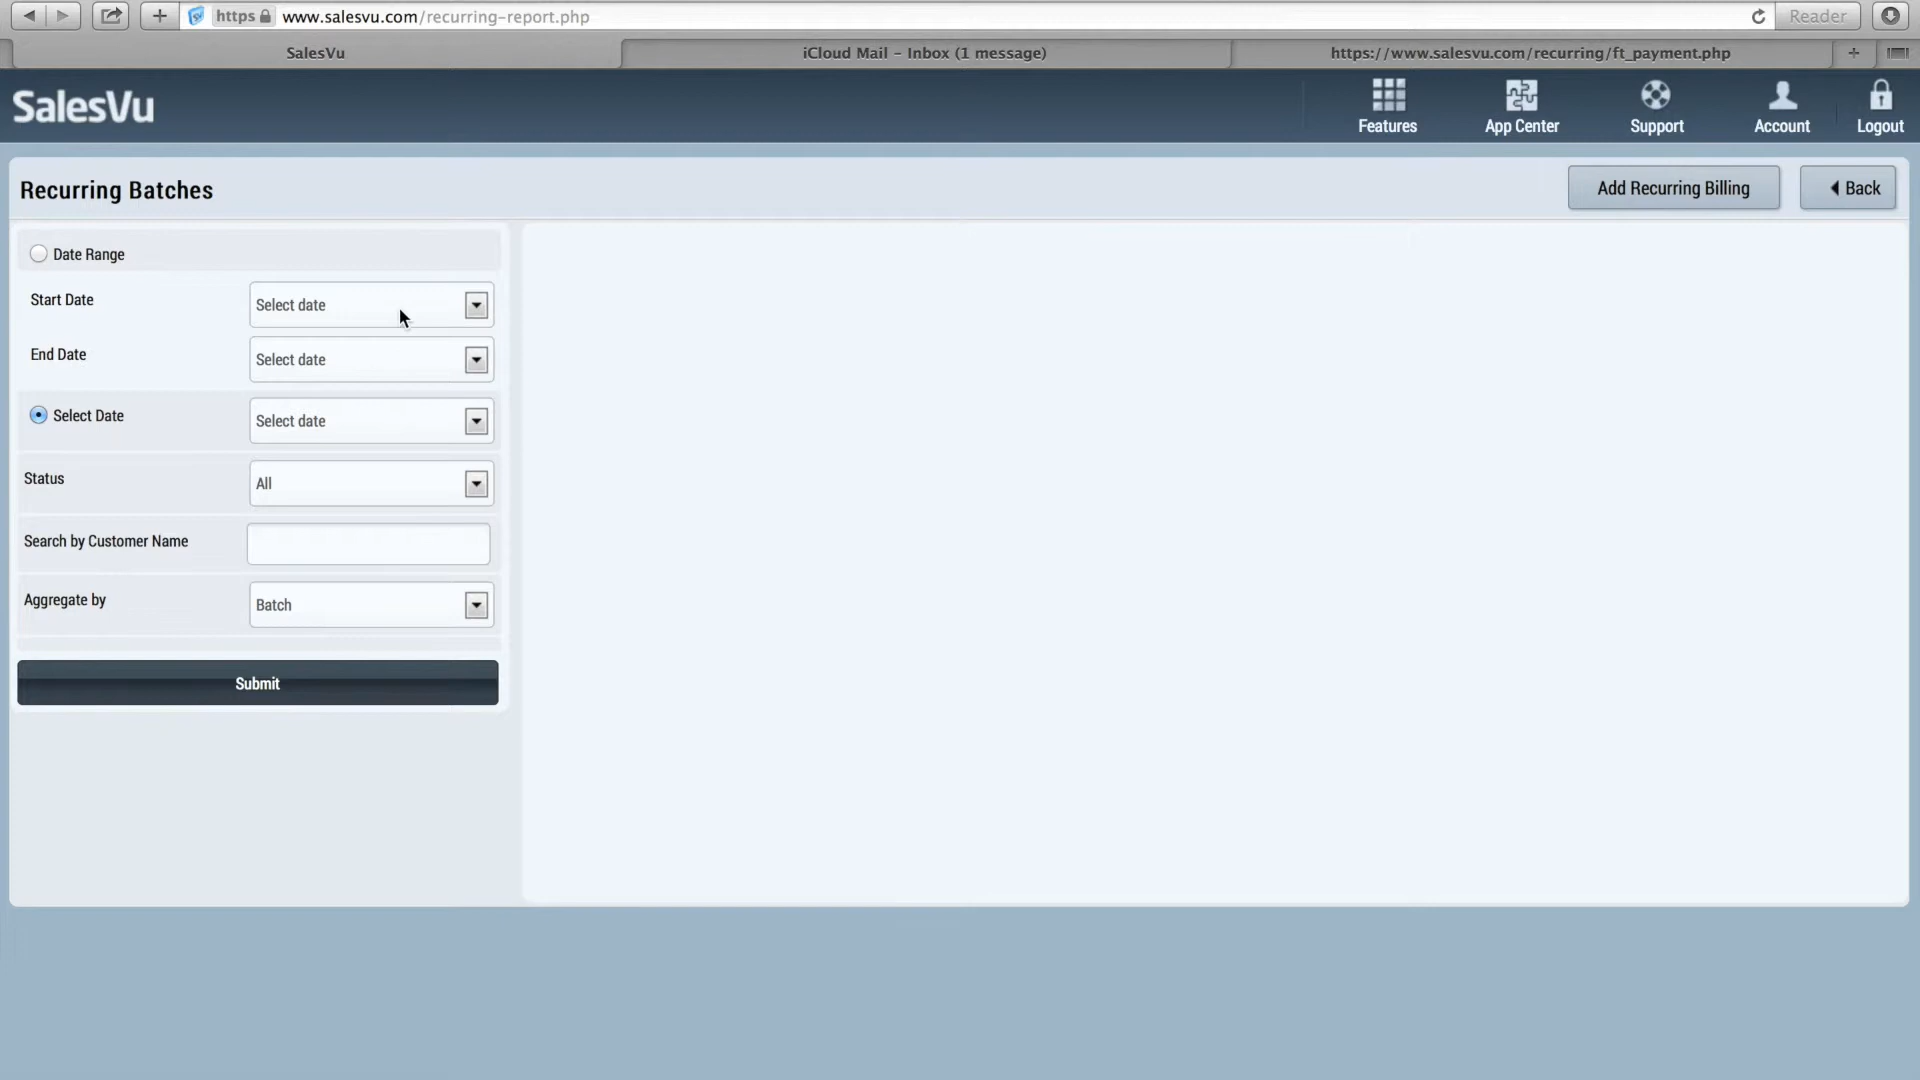 https www.salesvu.com/recurring-report.php Reader
SalesVu iCloud Mail – Inbox (1 message) https://www.salesvu.com/recurring/ft_payment.php
SalesVu
Features App Center Support Account Logout
Recurring Batches
Add Recurring Billing Back
Date Range
Start Date Select date
End Date Select date
Select Date Select date
Status All
Search by Customer Name
Aggregate by Batch
Submit